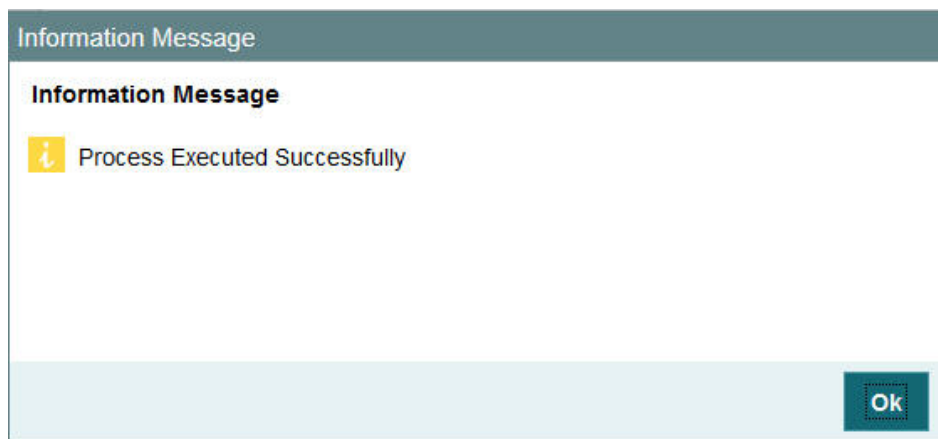 Information Message
Information Message
Process Executed Successfully
Ok